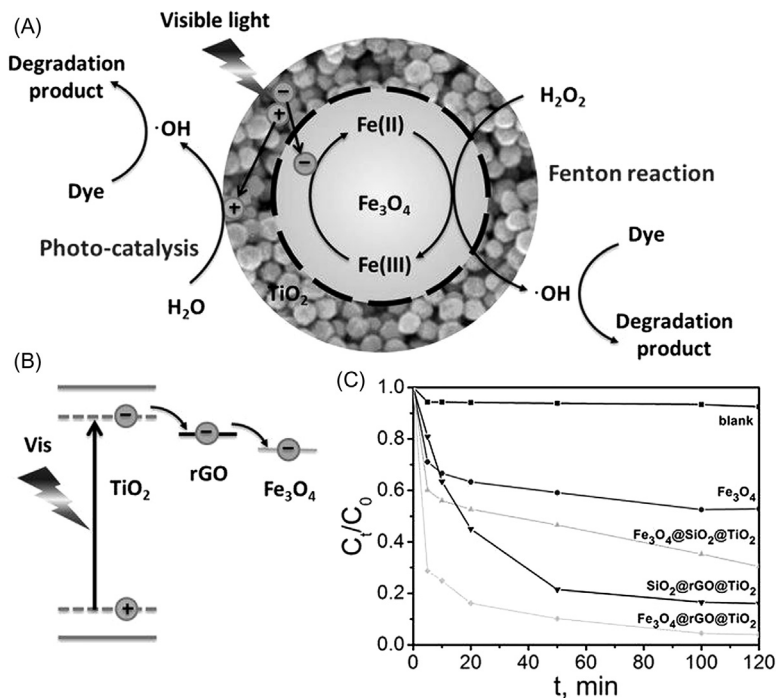 (A)
Visible light
Degradation
product
·OH
Dye
Photo-catalysis
H₂O
−
+
−
+
Fe(II)
Fe₃O₄
Fe(III)
TiO₂
H₂O₂
Fenton reaction
Dye
·OH
Degradation
product
(B)
Vis
TiO₂
−
+
−
rGO
−
Fe₃O₄
(C)
Cₜ/C₀
1.0
0.8
0.6
0.4
0.2
0.0
blank
Fe₃O₄
Fe₃O₄@SiO₂@TiO₂
SiO₂@rGO@TiO₂
Fe₃O₄@rGO@TiO₂
0 20 40 60 80 100 120
t, min